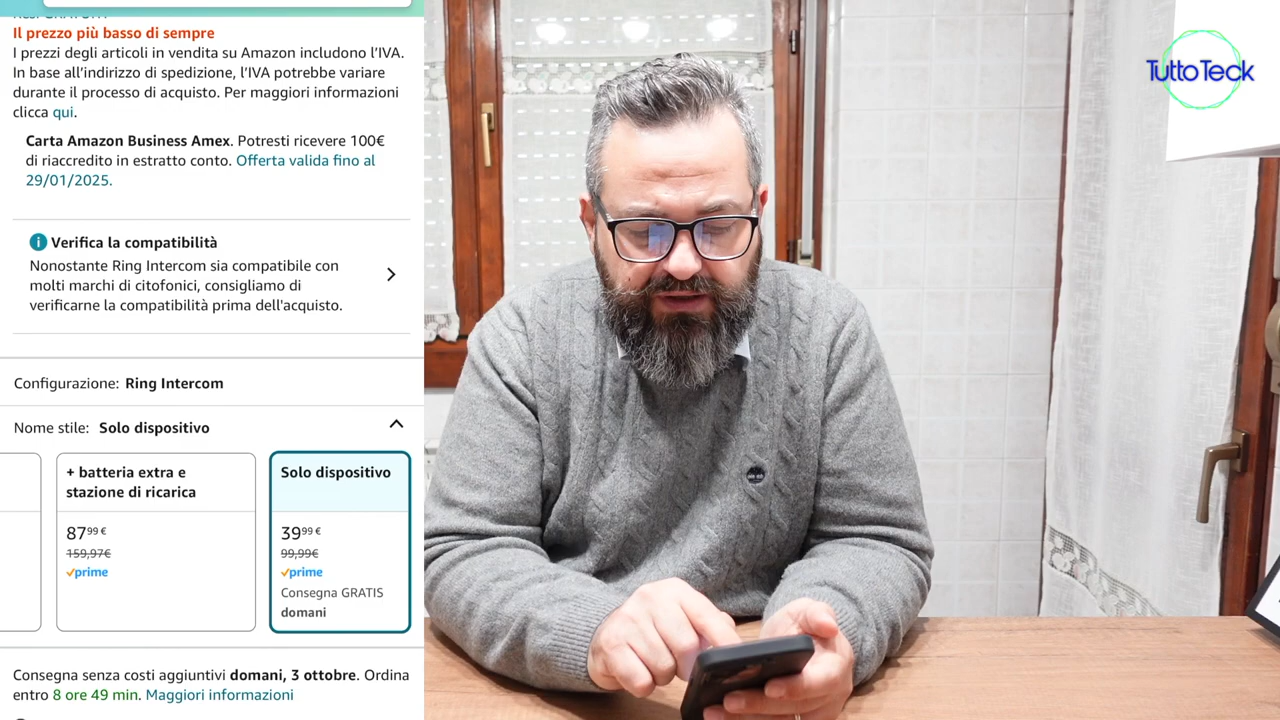 Il prezzo più basso di sempre
I prezzi degli articoli in vendita su Amazon includono l’IVA.
In base all’indirizzo di spedizione, l’IVA potrebbe variare
durante il processo di acquisto. Per maggiori informazioni
clicca qui.
Carta Amazon Business Amex. Potresti ricevere 100€
di riaccredito in estratto conto. Offerta valida fino al
29/01/2025.
Verifica la compatibilità
Nonostante Ring Intercom sia compatibile con
molti marchi di citofonici, consigliamo di
verificarne la compatibilità prima dell'acquisto.
Configurazione: Ring Intercom
Nome stile: Solo dispositivo
+ batteria extra e
stazione di ricarica
87,99 €
159,97€
prime
Solo dispositivo
39,99 €
99,99€
prime
Consegna GRATIS
domani
Consegna senza costi aggiuntivi domani, 3 ottobre. Ordina
entro 8 ore 49 min. Maggiori informazioni
TuttoTeck